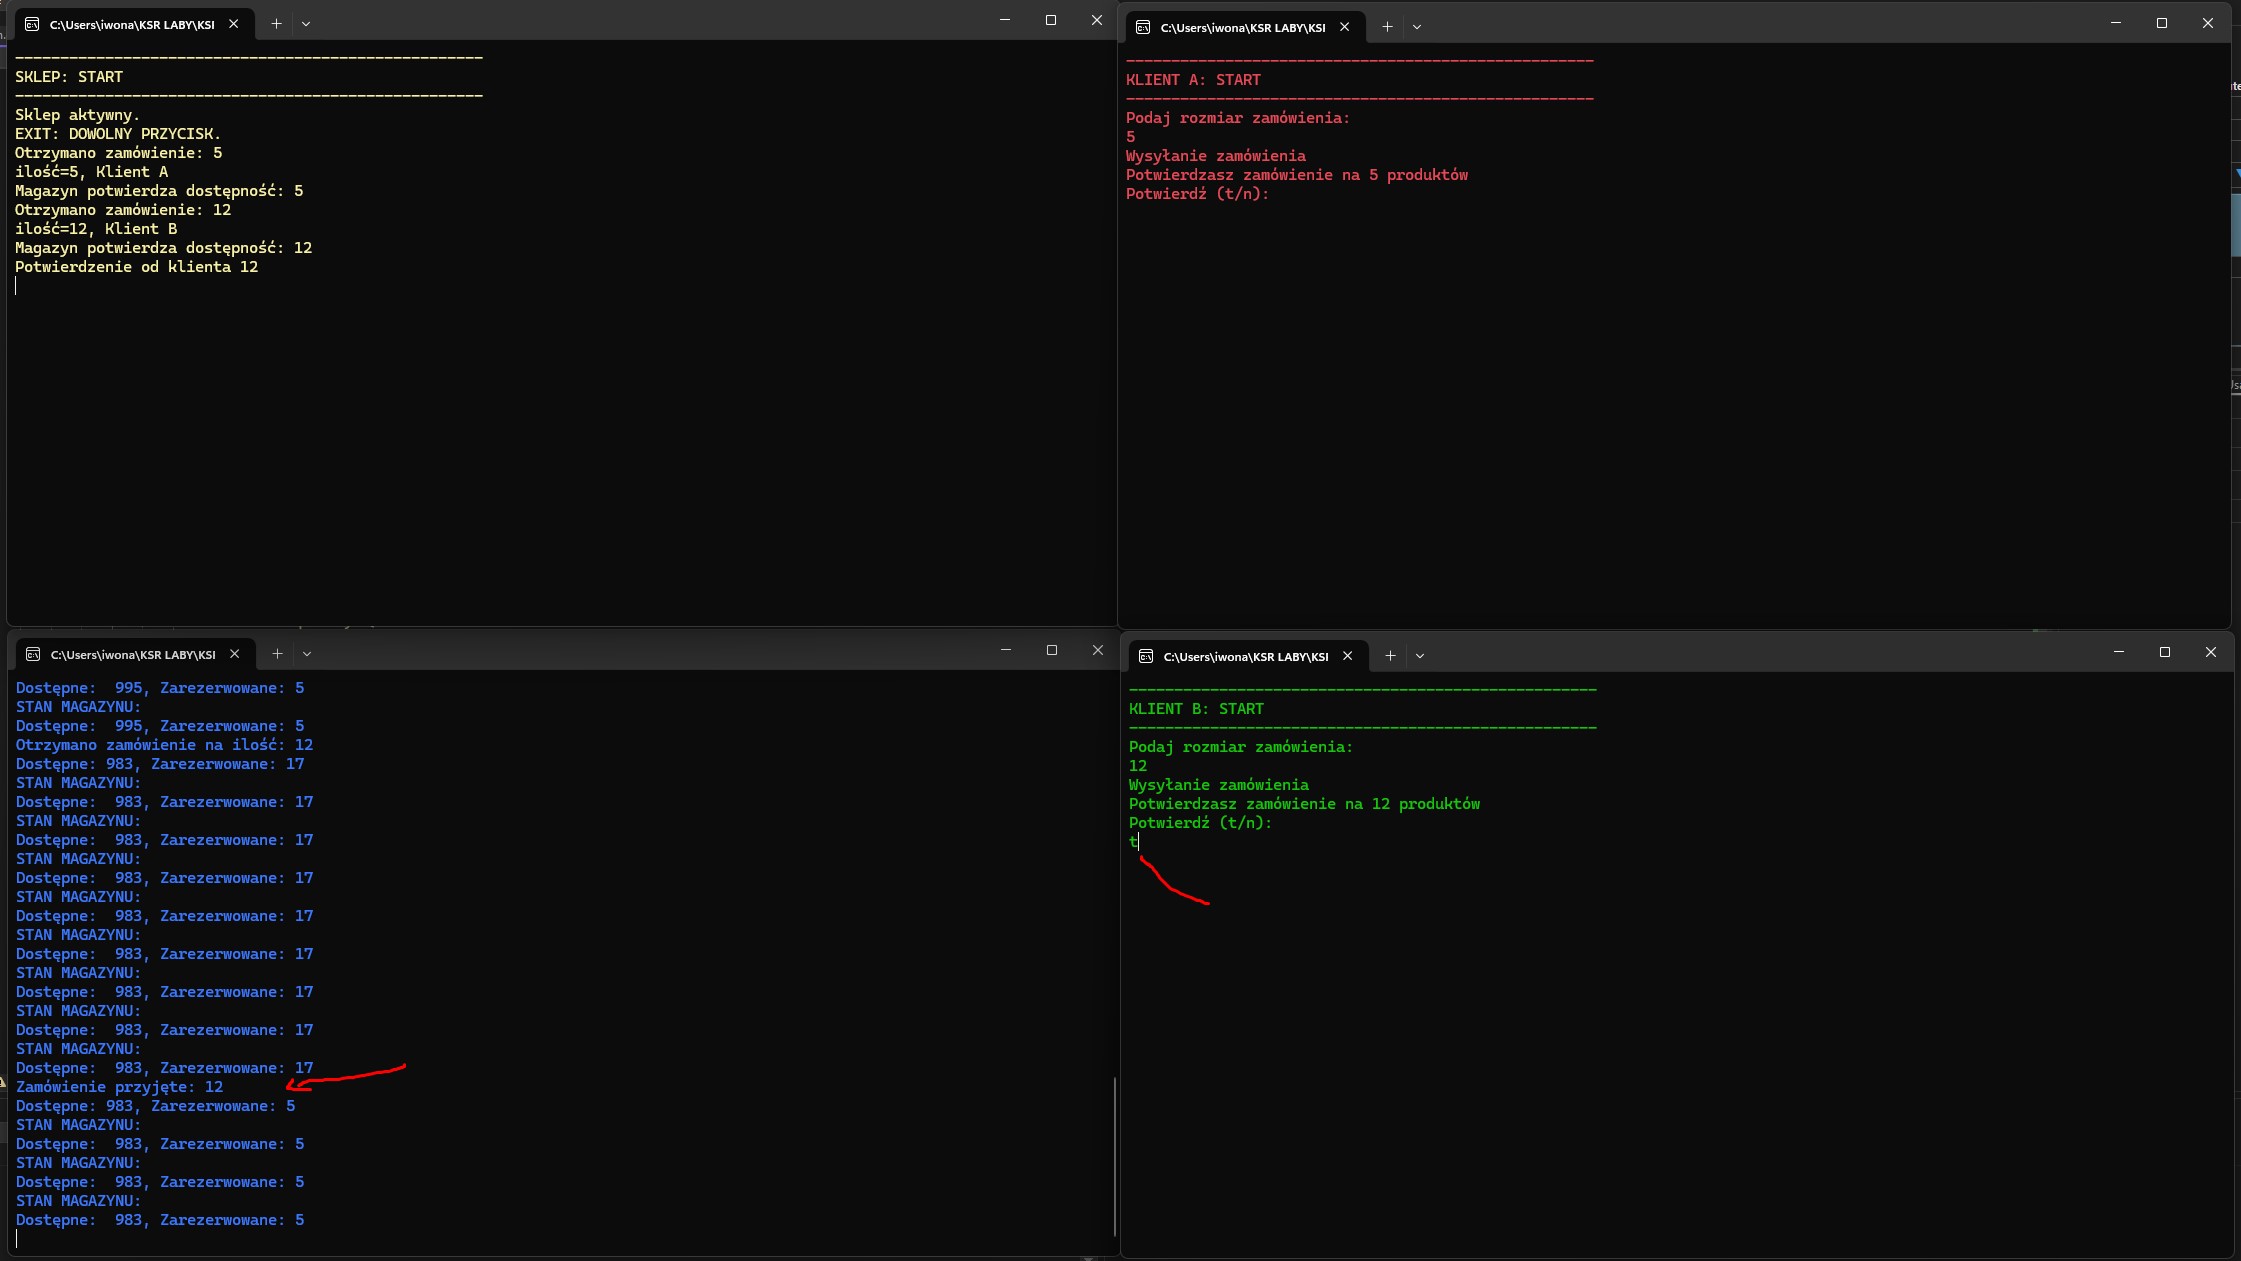 C:\Users\iwona\KSR LABY\KSI
--------------------------------------------------
SKLEP: START
--------------------------------------------------
Sklep aktywny.
EXIT: DOWOLNY PRZYCISK.
Otrzymano zamówienie: 5
ilość=5, Klient A
Magazyn potwierdza dostępność: 5
Otrzymano zamówienie: 12
ilość=12, Klient B
Magazyn potwierdza dostępność: 12
Potwierdzenie od klienta 12
C:\Users\iwona\KSR LABY\KSI
--------------------------------------------------
KLIENT A: START
--------------------------------------------------
Podaj rozmiar zamówienia:
5
Wysyłanie zamówienia
Potwierdzasz zamówienie na 5 produktów
Potwierdź (t/n):
C:\Users\iwona\KSR LABY\KSI
Dostępne:  995, Zarezerwowane: 5
STAN MAGAZYNU:
Dostępne:  995, Zarezerwowane: 5
Otrzymano zamówienie na ilość: 12
Dostępne: 983, Zarezerwowane: 17
STAN MAGAZYNU:
Dostępne:  983, Zarezerwowane: 17
STAN MAGAZYNU:
Dostępne:  983, Zarezerwowane: 17
STAN MAGAZYNU:
Dostępne:  983, Zarezerwowane: 17
STAN MAGAZYNU:
Dostępne:  983, Zarezerwowane: 17
STAN MAGAZYNU:
Dostępne:  983, Zarezerwowane: 17
STAN MAGAZYNU:
Dostępne:  983, Zarezerwowane: 17
STAN MAGAZYNU:
Dostępne:  983, Zarezerwowane: 17
STAN MAGAZYNU:
Dostępne:  983, Zarezerwowane: 17
Zamówienie przyjęte: 12
Dostępne: 983, Zarezerwowane: 5
STAN MAGAZYNU:
Dostępne:  983, Zarezerwowane: 5
STAN MAGAZYNU:
Dostępne:  983, Zarezerwowane: 5
STAN MAGAZYNU:
Dostępne:  983, Zarezerwowane: 5
C:\Users\iwona\KSR LABY\KSI
--------------------------------------------------
KLIENT B: START
--------------------------------------------------
Podaj rozmiar zamówienia:
12
Wysyłanie zamówienia
Potwierdzasz zamówienie na 12 produktów
Potwierdź (t/n):
t